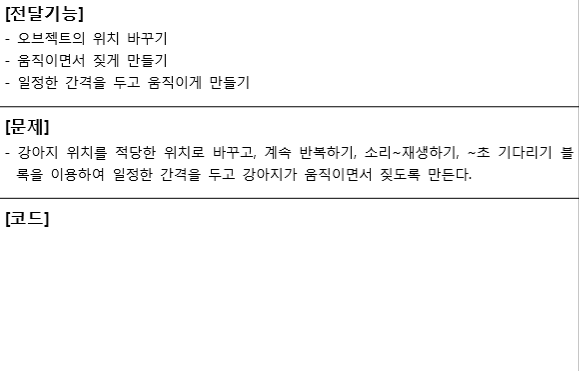 [전달기능]
- 오브젝트의 위치 바꾸기
- 움직이면서 짖게 만들기
- 일정한 간격을 두고 움직이게 만들기
[문제]
- 강아지 위치를 적당한 위치로 바꾸고, 계속 반복하기, 소리~재생하기, ~초 기다리기 블
록을 이용하여 일정한 간격을 두고 강아지가 움직이면서 짖도록 만든다.
[코드]